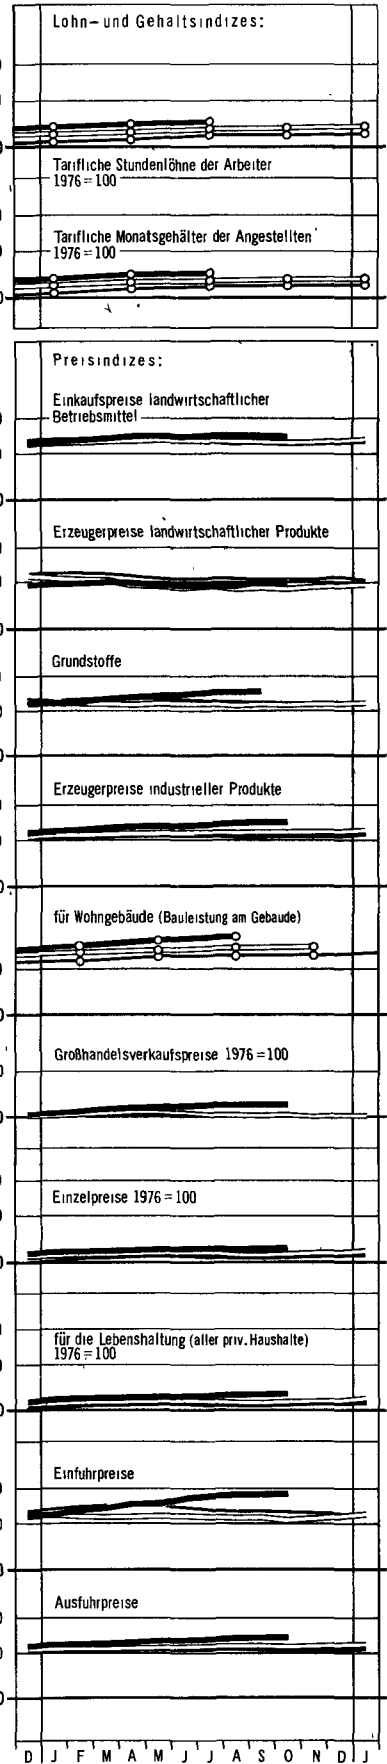 Lohn- und Gehaltsindizes:
Tarifliche Stundenlöhne der Arbeiter
1976=100
Tarifliche Monatsgehälter der Angestellten
1976=100
Preisindizes:
Einkaufspreise landwirtschaftlicher
Betriebsmittel
Erzeugerpreise landwirtschaftlicher Produkte
Grundstoffe
Erzeugerpreise industrieller Produkte
für Wohngebäude (Bauleistung am Gebäude)
Großhandelsverkaufspreise 1976=100
Einzelpreise 1976=100
für die Lebenshaltung (aller priv. Haushalte)
1976=100
Einfuhrpreise
Ausfuhrpreise
D J F M A M J J A S O N D J